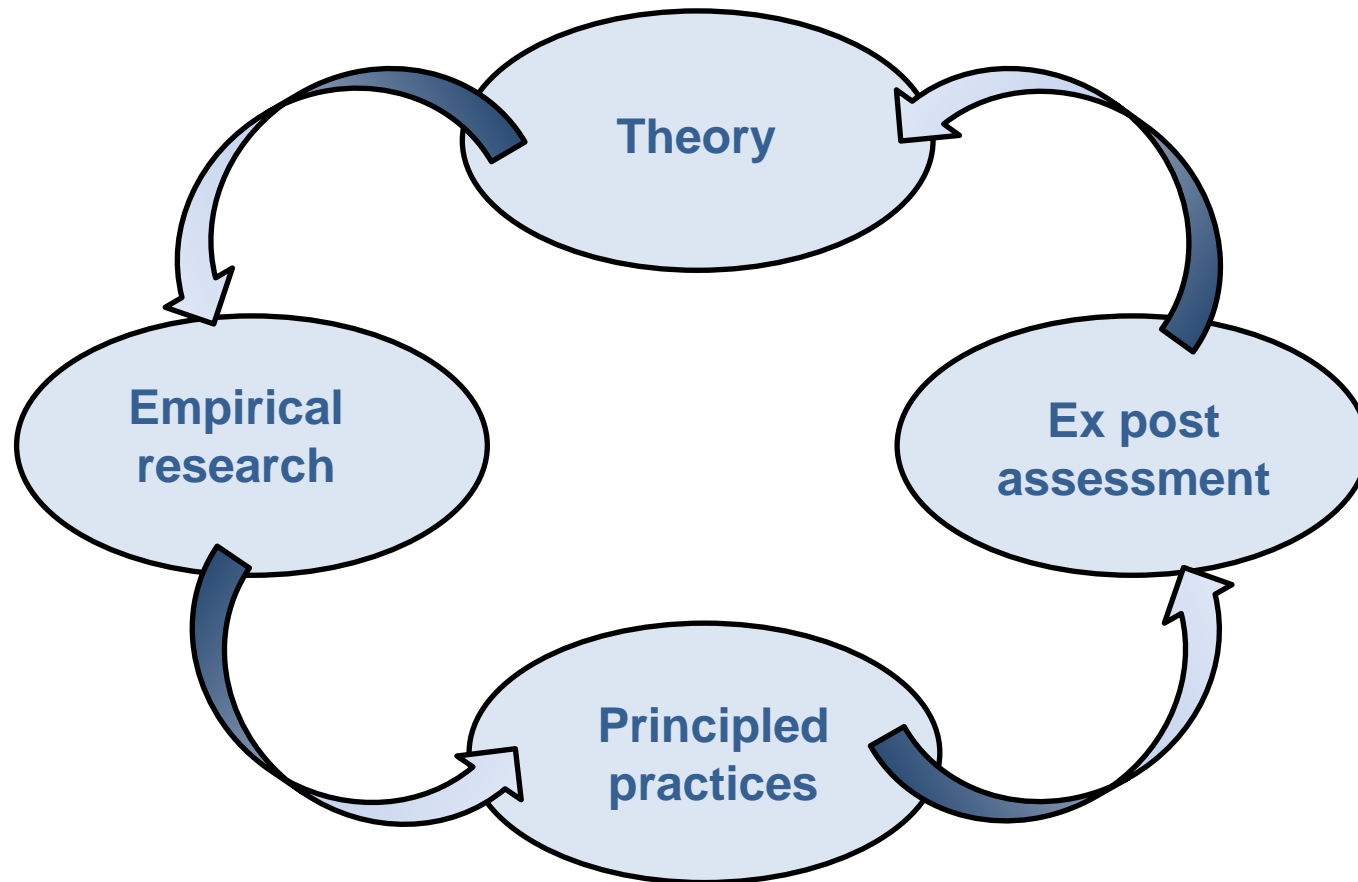 Theory
Empirical
research
Ex post
assessment
Principled
practices